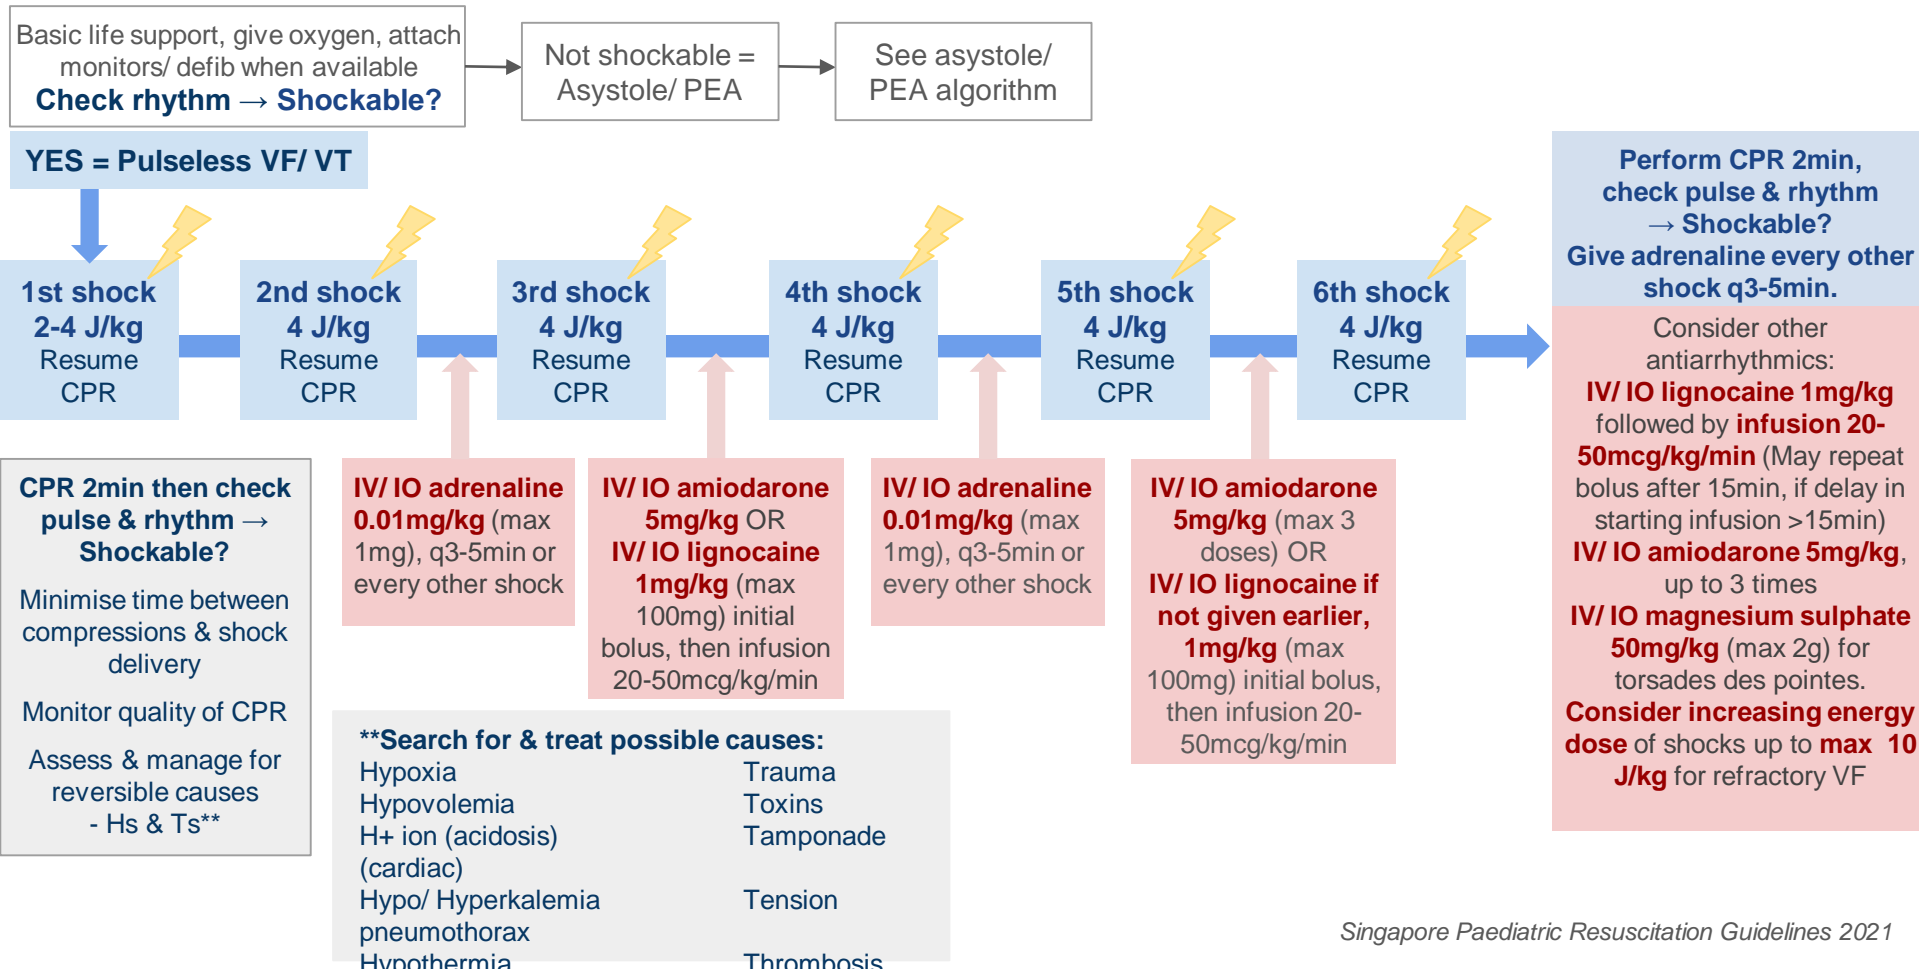 Basic life support, give oxygen, attach
monitors/ defib when available
Check rhythm → Shockable?
Not shockable =
Asystole/ PEA
See asystole/
PEA algorithm
YES = Pulseless VF/ VT
1st shock
2-4 J/kg
Resume
CPR
2nd shock
4 J/kg
Resume
CPR
3rd shock
4 J/kg
Resume
CPR
4th shock
4 J/kg
Resume
CPR
5th shock
4 J/kg
Resume
CPR
6th shock
4 J/kg
Resume
CPR
Perform CPR 2min,
check pulse & rhythm
→ Shockable?
Give adrenaline every other
shock q3-5min.
Consider other
antiarrhythmics:
IV/ IO lignocaine 1mg/kg
followed by infusion 20-
50mcg/kg/min (May repeat
bolus after 15min, if delay in
starting infusion >15min)
IV/ IO amiodarone 5mg/kg,
up to 3 times
IV/ IO magnesium sulphate
50mg/kg (max 2g) for
torsades des pointes.
Consider increasing energy
dose of shocks up to max 10
J/kg for refractory VF
CPR 2min then check
pulse & rhythm →
Shockable?
Minimise time between
compressions & shock
delivery
Monitor quality of CPR
Assess & manage for
reversible causes
- Hs & Ts**
IV/ IO adrenaline
0.01mg/kg (max
1mg), q3-5min or
every other shock
IV/ IO amiodarone
5mg/kg OR
IV/ IO lignocaine
1mg/kg (max
100mg) initial
bolus, then infusion
20-50mcg/kg/min
IV/ IO adrenaline
0.01mg/kg (max
1mg), q3-5min or
every other shock
IV/ IO amiodarone
5mg/kg (max 3
doses) OR
IV/ IO lignocaine if
not given earlier,
1mg/kg (max
100mg) initial bolus,
then infusion 20-
50mcg/kg/min
**Search for & treat possible causes:
Hypoxia Trauma
Hypovolemia Toxins
H+ ion (acidosis) Tamponade
(cardiac)
Hypo/ Hyperkalemia Tension
pneumothorax
Hypothermia Thrombosis
Singapore Paediatric Resuscitation Guidelines 2021